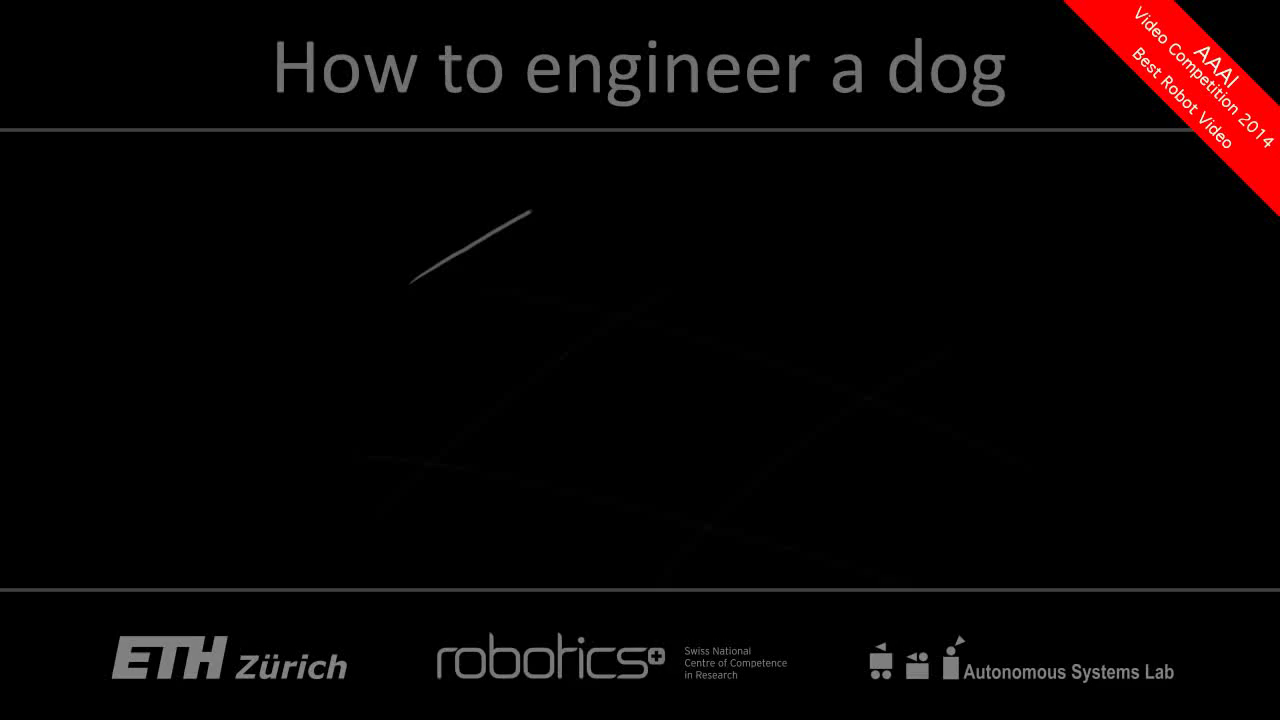 How to engineer a dog
AAAI
Video Competition 2014
Best Robot Video
ETH Zürich
robotics+
Swiss National
Centre of Competence
in Research
Autonomous Systems Lab